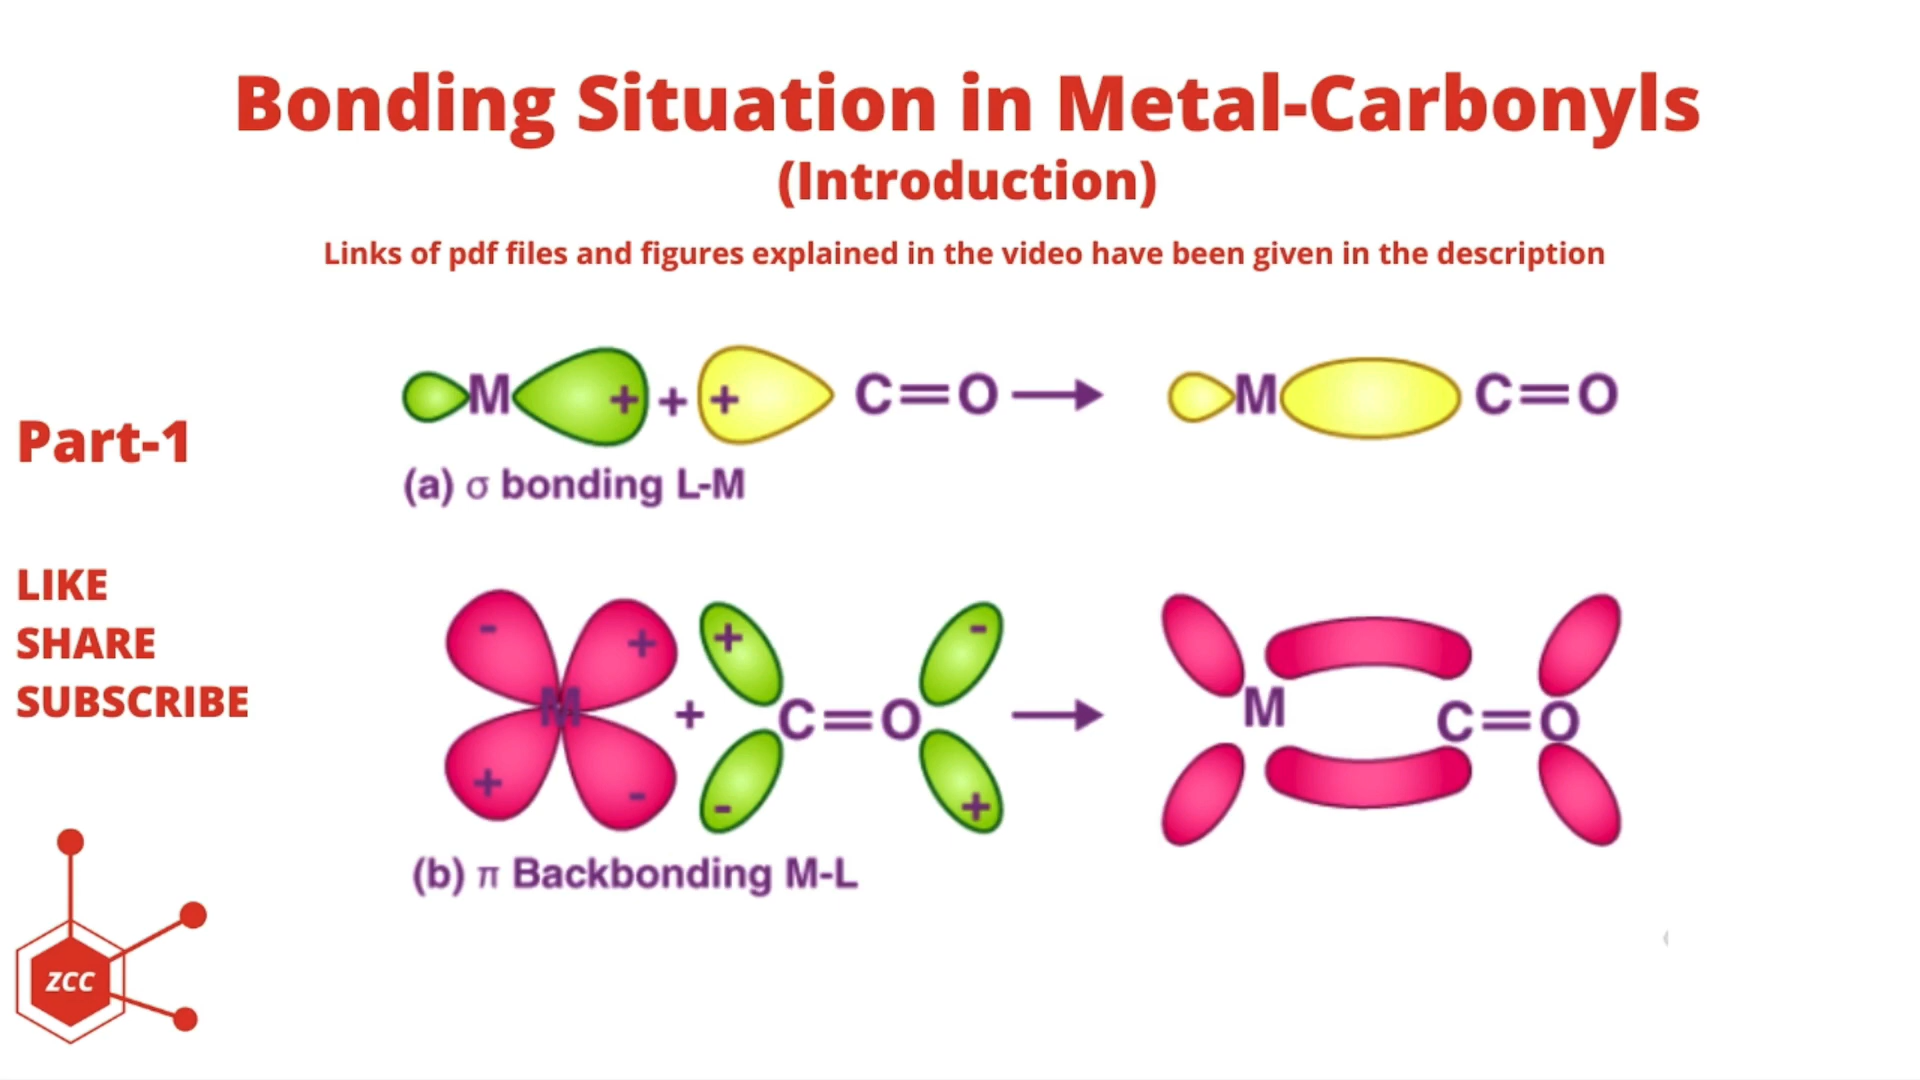 Bonding Situation in Metal-Carbonyls
(Introduction)
Links of pdf files and figures explained in the video have been given in the description
M + + + C=O → M C=O
Part-1
(a) σ bonding L-M
LIKE
SHARE
SUBSCRIBE
- + + -
M + C=O → M C=O
+ - - +
(b) π Backbonding M-L
ZCC